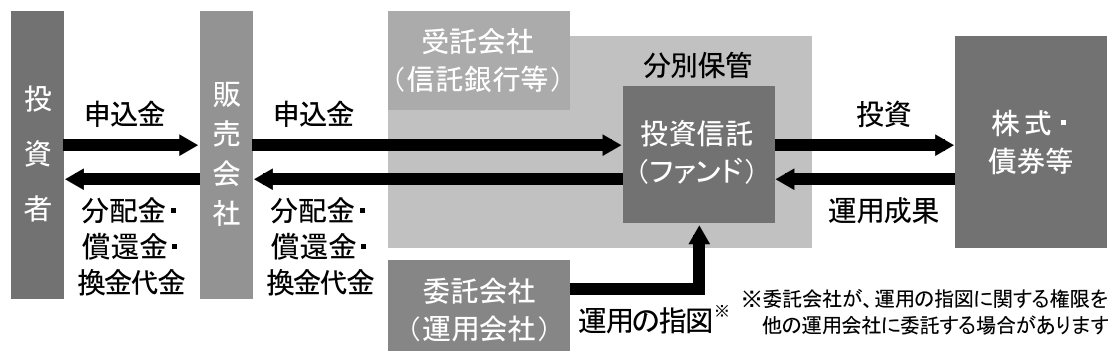 投資者
申込金
分配金・
償還金・
換金代金
販売会社
申込金
分配金・
償還金・
換金代金
受託会社
（信託銀行等）
分別保管
投資信託
（ファンド）
委託会社
（運用会社）
運用の指図※
投資
運用成果
株式・
債券等
※委託会社が、運用の指図に関する権限を
他の運用会社に委託する場合があります